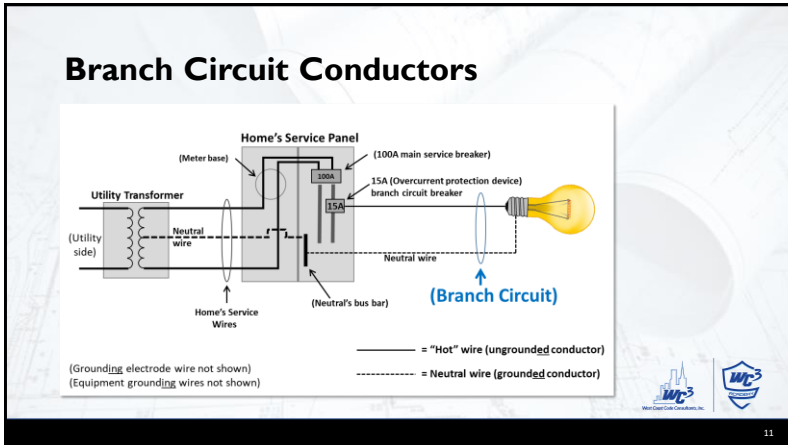 Branch Circuit Conductors
Home's Service Panel
(Meter base)
(100A main service breaker)
100A
15A (Overcurrent protection device)
branch circuit breaker
Utility Transformer
15A
Neutral
wire
(Utility
side)
Neutral wire
(Branch Circuit)
(Neutral's bus bar)
Home's Service
Wires
= "Hot" wire (ungrounded conductor)
= Neutral wire (grounded conductor)
(Grounding electrode wire not shown)
(Equipment grounding wires not shown)
WC3
West Coast Code Consultants, Inc.
WC3
ACADEMY
11